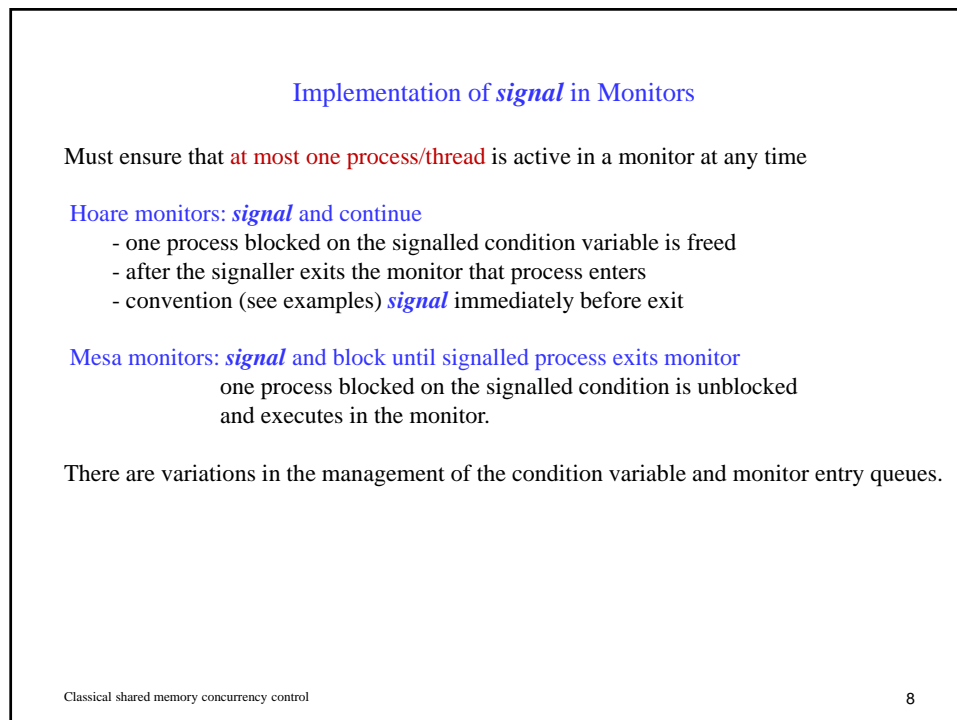 Implementation of signal in Monitors
Must ensure that at most one process/thread is active in a monitor at any time
Hoare monitors: signal and continue
- one process blocked on the signalled condition variable is freed
- after the signaller exits the monitor that process enters
- convention (see examples) signal immediately before exit
Mesa monitors: signal and block until signalled process exits monitor
one process blocked on the signalled condition is unblocked
and executes in the monitor.
There are variations in the management of the condition variable and monitor entry queues.
Classical shared memory concurrency control
8